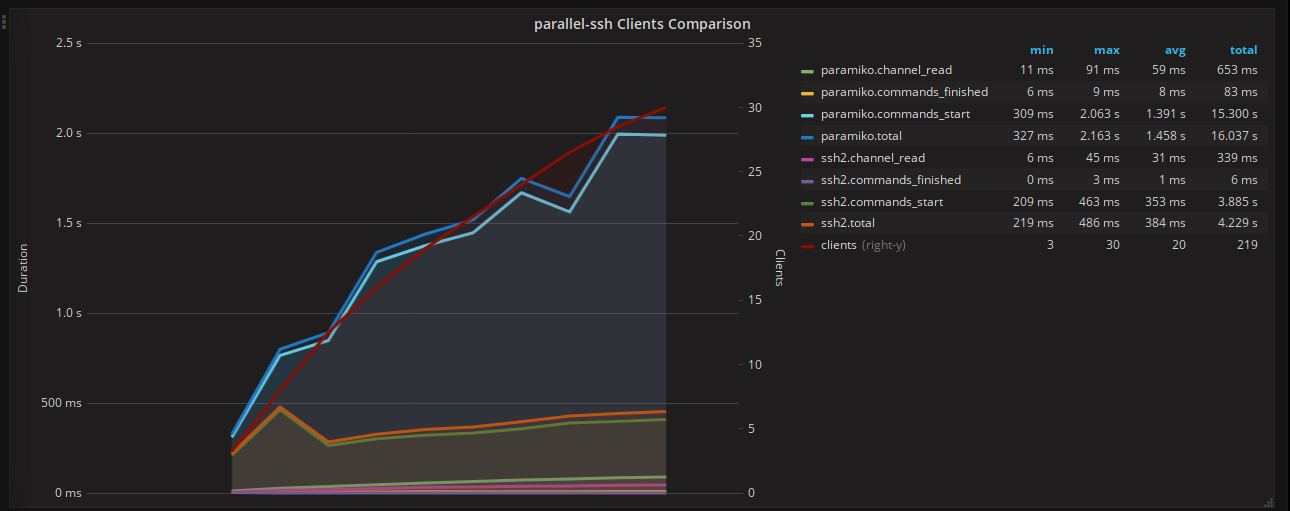 parallel-ssh Clients Comparison
2.5 s
2.0 s
1.5 s
1.0 s
500 ms
0 ms
Duration
35
30
25
20
15
10
5
0
Clients
min max avg total
paramiko.channel_read 11 ms 91 ms 59 ms 653 ms
paramiko.commands_finished 6 ms 9 ms 8 ms 83 ms
paramiko.commands_start 309 ms 2.063 s 1.391 s 15.300 s
paramiko.total 327 ms 2.163 s 1.458 s 16.037 s
ssh2.channel_read 6 ms 45 ms 31 ms 339 ms
ssh2.commands_finished 0 ms 3 ms 1 ms 6 ms
ssh2.commands_start 209 ms 463 ms 353 ms 3.885 s
ssh2.total 219 ms 486 ms 384 ms 4.229 s
clients (right-y) 3 30 20 219